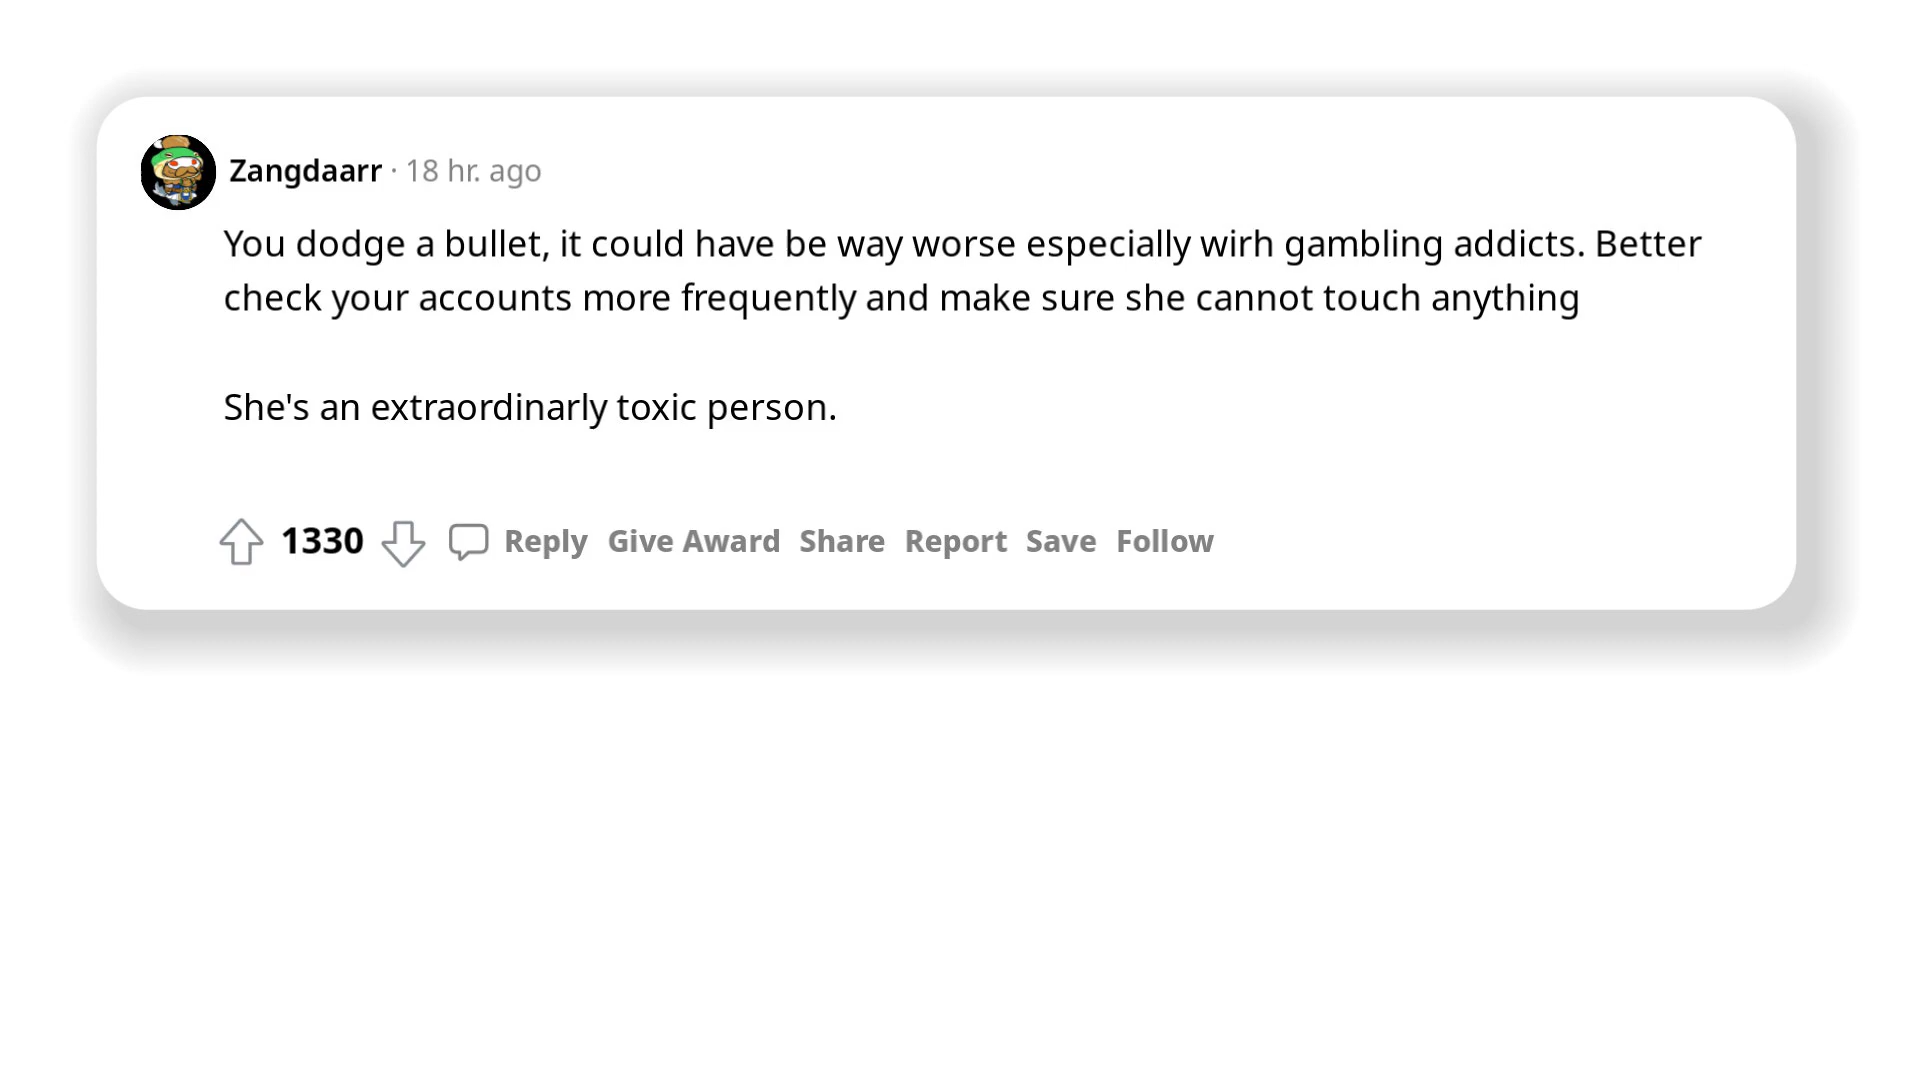 Zangdaarr · 18 hr. ago
You dodge a bullet, it could have be way worse especially wirh gambling addicts. Better
check your accounts more frequently and make sure she cannot touch anything
She's an extraordinarly toxic person.
1330 Reply Give Award Share Report Save Follow